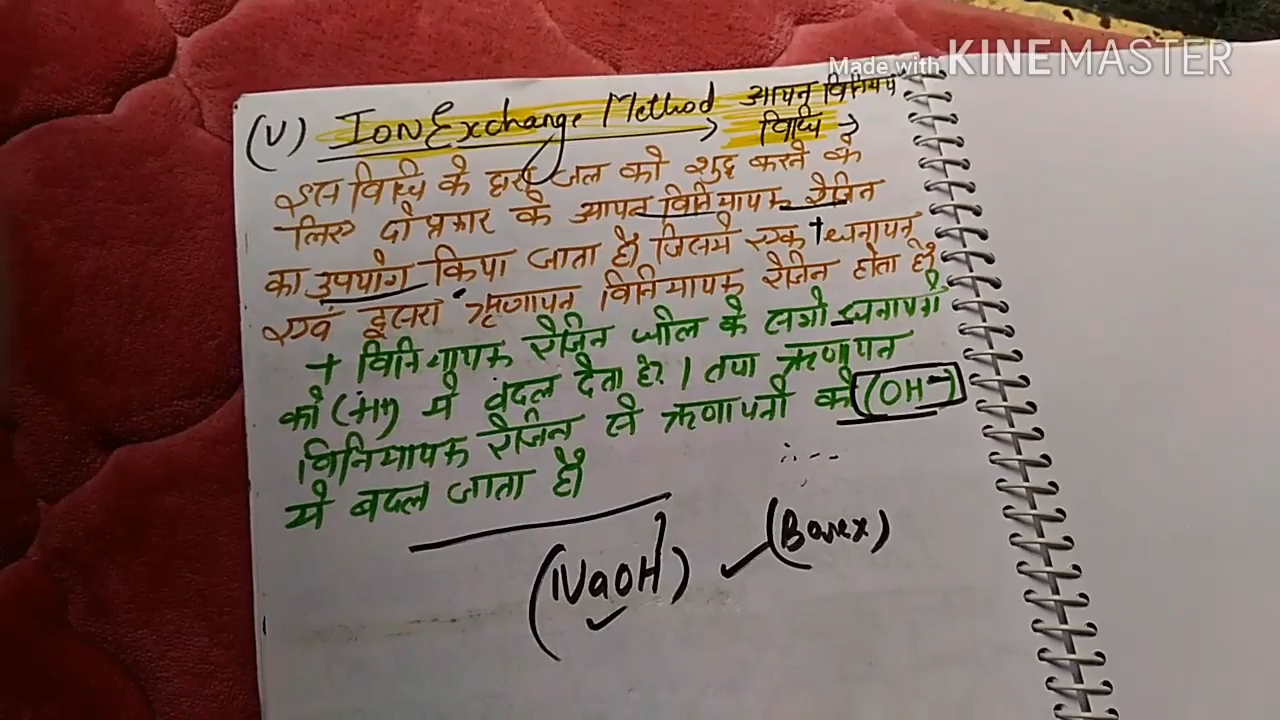 Made with KINEMASTER
(V) Ion Exchange Method आयन विनिमय
विधि →
इस विधि के द्वारा जल को शुद्ध करने के
लिए दो प्रकार के आयन विनिमायक रेजिन
का उपयोग किया जाता है। जिसमे एक + धनायन
एवं दूसरा ऋणायन विनिमायक रेजिन होता है।
+ विनिमायक रेजिन जल के सभी धनायनो
को (H+) मे बदल देता है। तथा ऋणायन
विनिमायक रेजिन से ऋणायनो को (OH-)
मे बदल जाता है।
(NaOH)